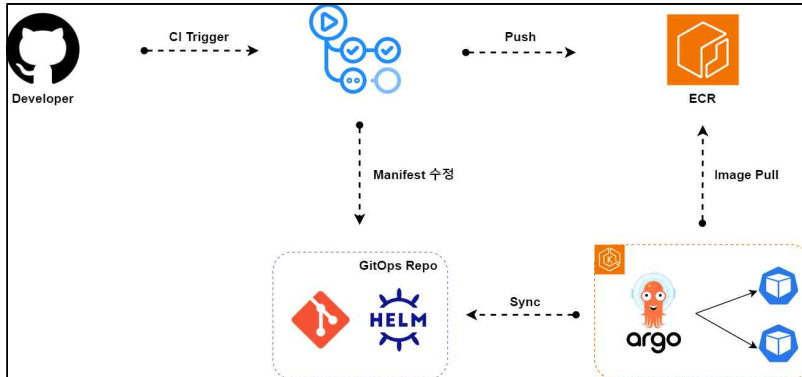 CI Trigger
Push
Developer
ECR
Manifest 수정
Image Pull
GitOps Repo
K
HELM
Sync
argo